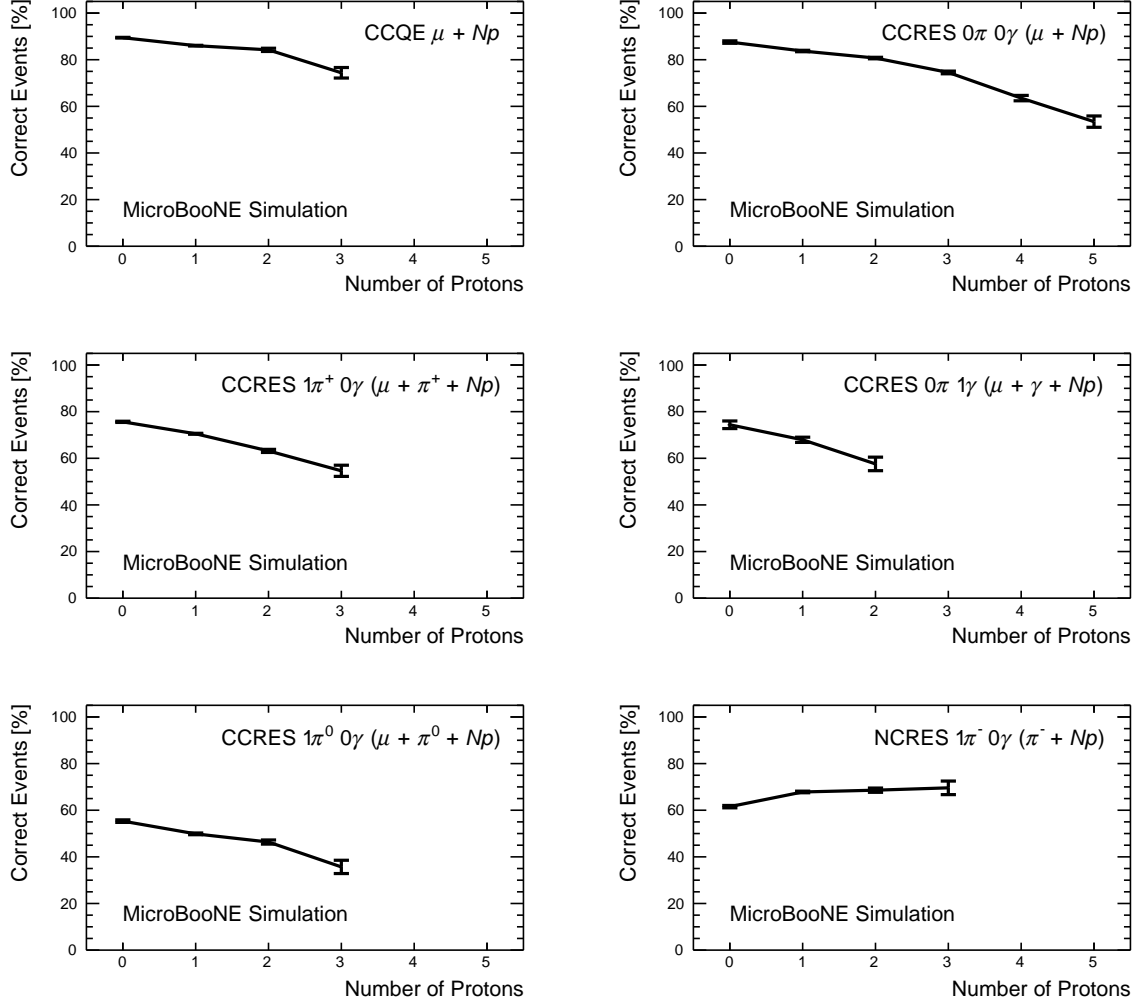 Correct Events [%]
100
80
60
40
20
0
CCQE μ + Np
MicroBooNE Simulation
0 1 2 3 4 5
Number of Protons
Correct Events [%]
100
80
60
40
20
0
CCRES 0π 0γ (μ + Np)
MicroBooNE Simulation
0 1 2 3 4 5
Number of Protons
Correct Events [%]
100
80
60
40
20
0
CCRES 1π⁺ 0γ (μ + π⁺ + Np)
MicroBooNE Simulation
0 1 2 3 4 5
Number of Protons
Correct Events [%]
100
80
60
40
20
0
CCRES 0π 1γ (μ + γ + Np)
MicroBooNE Simulation
0 1 2 3 4 5
Number of Protons
Correct Events [%]
100
80
60
40
20
0
CCRES 1π⁰ 0γ (μ + π⁰ + Np)
MicroBooNE Simulation
0 1 2 3 4 5
Number of Protons
Correct Events [%]
100
80
60
40
20
0
NCRES 1π⁻ 0γ (π⁻ + Np)
MicroBooNE Simulation
0 1 2 3 4 5
Number of Protons